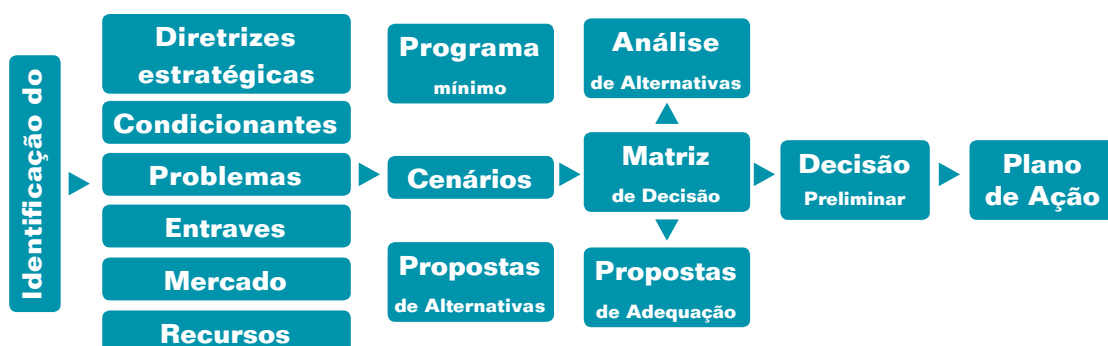 Identificação do
Diretrizes
estratégicas
Condicionantes
Problemas
Entraves
Mercado
Recursos
Programa
mínimo
Cenários
Propostas
de Alternativas
Análise
de Alternativas
Matriz
de Decisão
Propostas
de Adequação
Decisão
Preliminar
Plano
de Ação